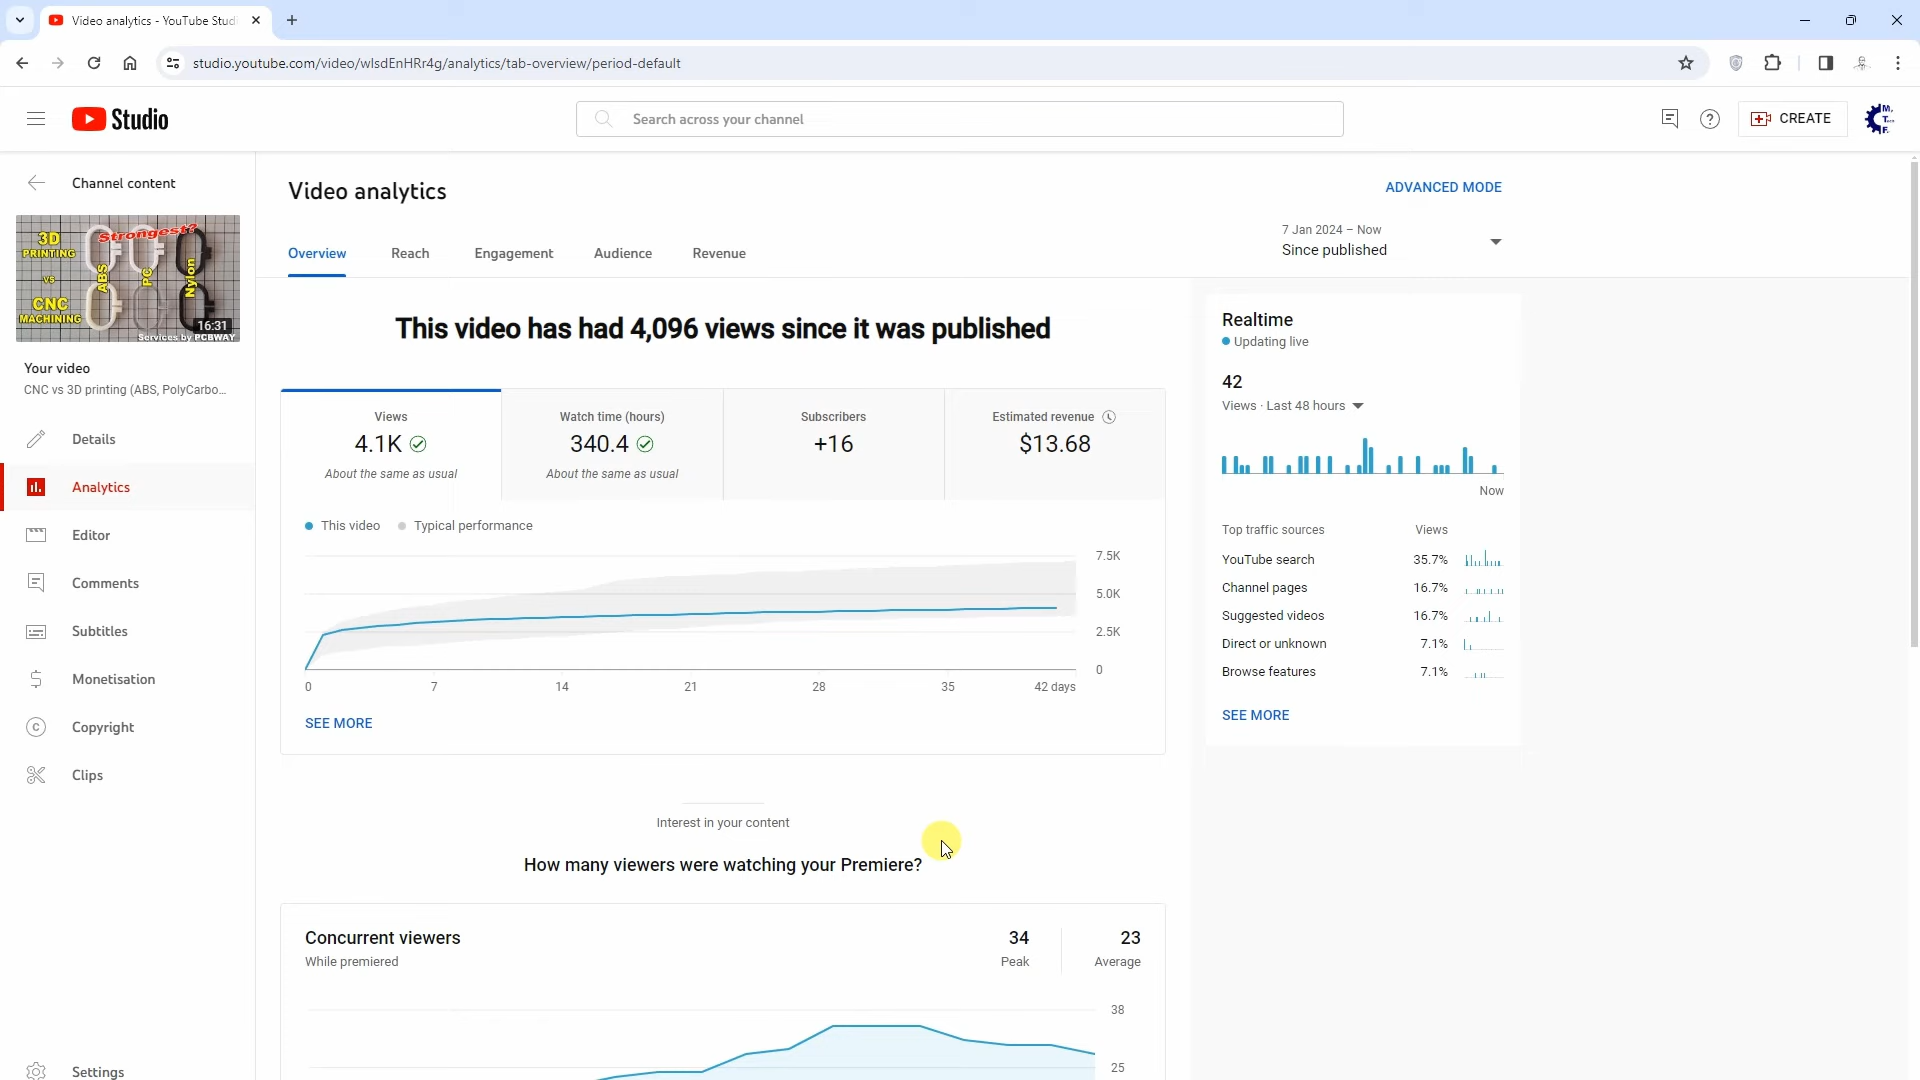 Video analytics - YouTube Studi
studio.youtube.com/video/wlsdEnHRr4g/analytics/tab-overview/period-default
Studio
Search across your channel
CREATE
M.
T...
F.
Channel content
3D
PRINTING
vs
CNC
MACHINING
Strongest?
ABS
PC
Nylon
16:31
Services by PCBWAY
Your video
CNC vs 3D printing (ABS, PolyCarbo...
Details
Analytics
Editor
Comments
Subtitles
Monetisation
Copyright
Clips
Settings
Video analytics
ADVANCED MODE
Overview
Reach
Engagement
Audience
Revenue
7 Jan 2024 – Now
Since published
This video has had 4,096 views since it was published
Views
4.1K
About the same as usual
Watch time (hours)
340.4
About the same as usual
Subscribers
+16
Estimated revenue
$13.68
This video
Typical performance
7.5K
5.0K
2.5K
0
0 7 14 21 28 35 42 days
SEE MORE
Interest in your content
How many viewers were watching your Premiere?
Concurrent viewers
While premiered
34
Peak
23
Average
38
25
Realtime
Updating live
42
Views · Last 48 hours
Now
Top traffic sources Views
YouTube search 35.7%
Channel pages 16.7%
Suggested videos 16.7%
Direct or unknown 7.1%
Browse features 7.1%
SEE MORE